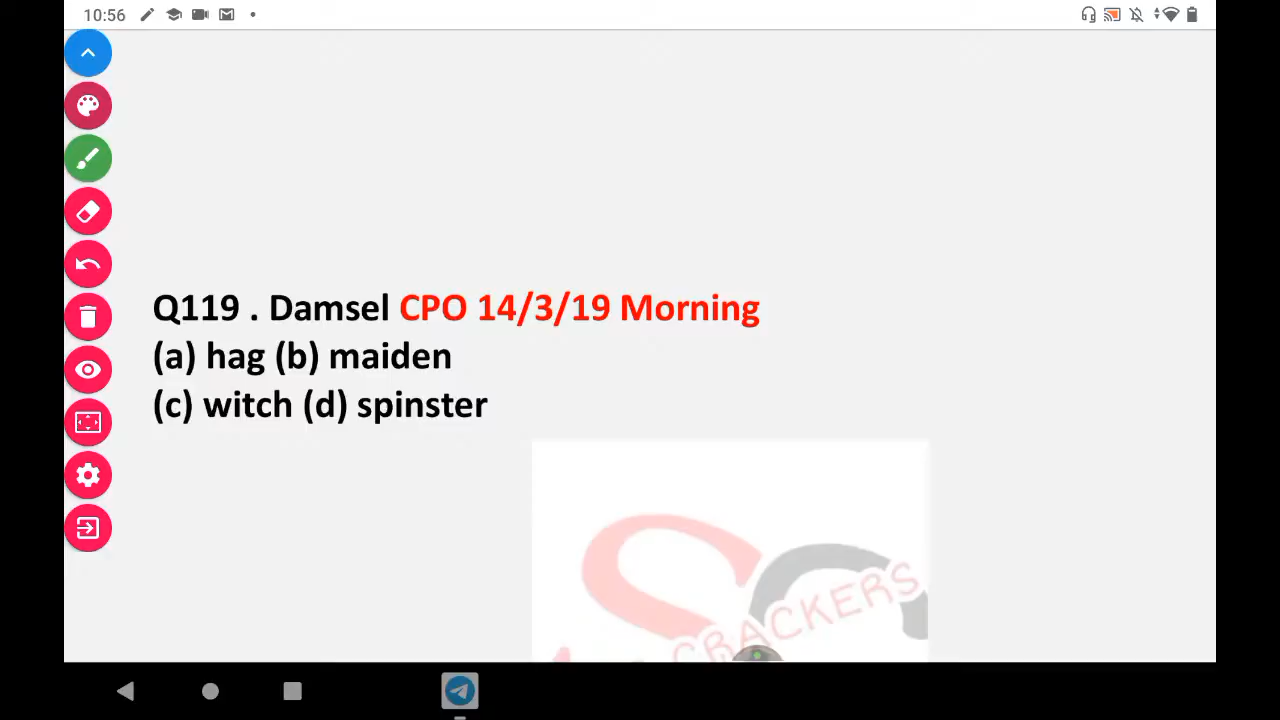 10:56
Q119 . Damsel CPO 14/3/19 Morning
(a) hag (b) maiden
(c) witch (d) spinster
CRACKERS